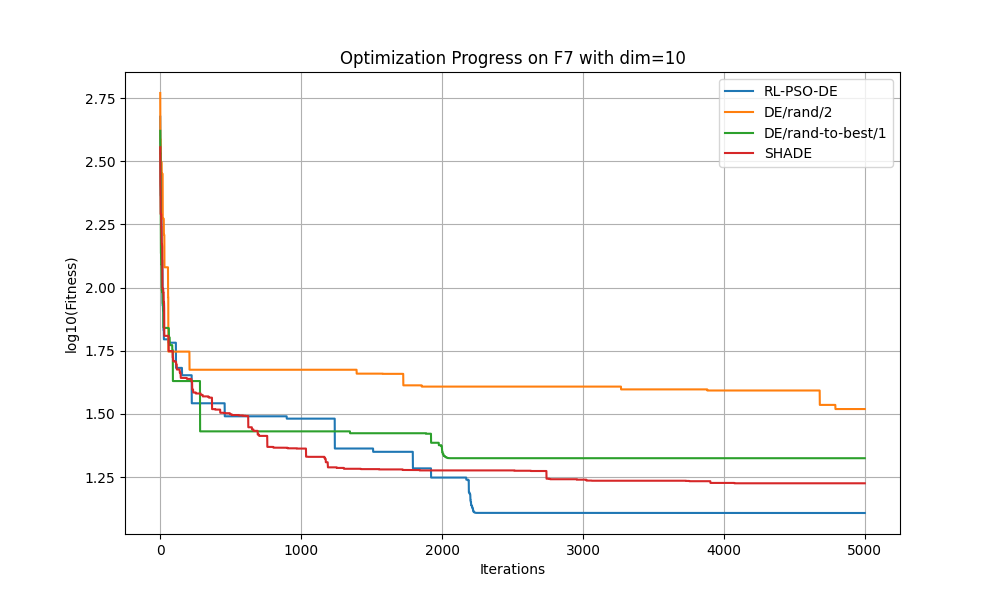 Optimization Progress on F7 with dim=10
RL-PSO-DE
DE/rand/2
DE/rand-to-best/1
SHADE
log10(Fitness)
2.75
2.50
2.25
2.00
1.75
1.50
1.25
0 1000 2000 3000 4000 5000
Iterations